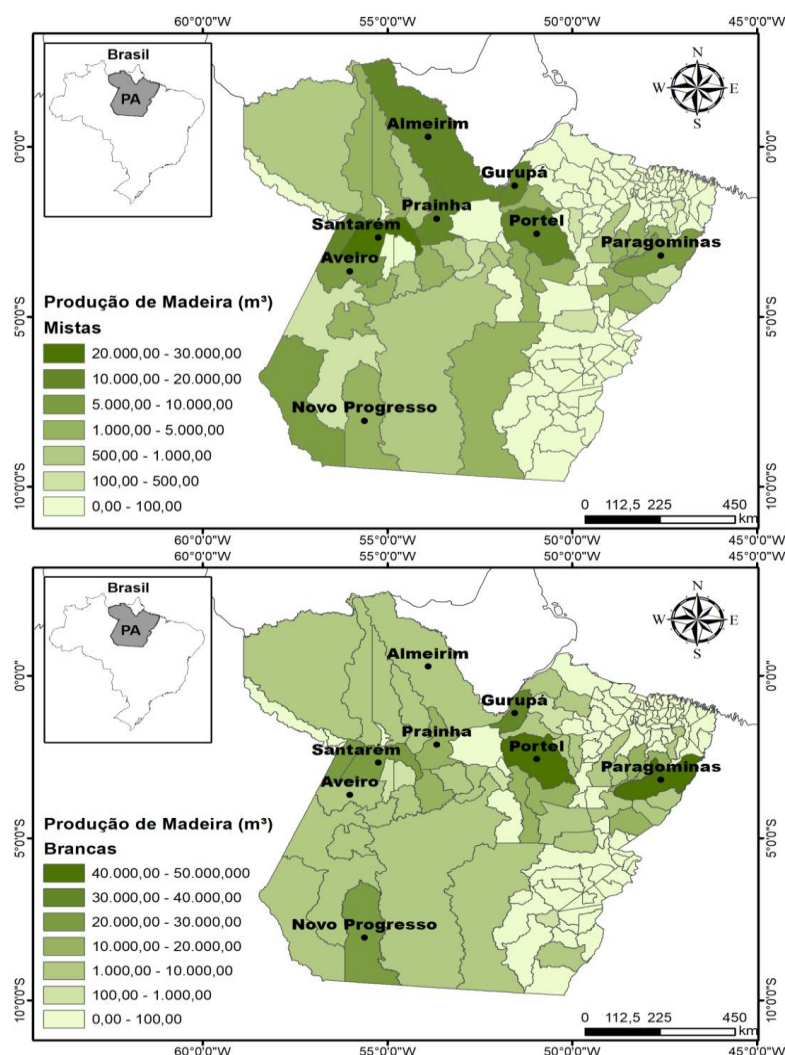 60°0'0"W 55°0'0"W 50°0'0"W 45°0'0"W
Brasil
PA
N
W E
S
0°0'0"
5°0'0"S
10°0'0"S
0°0'0"
5°0'0"S
10°0'0"S
Almeirim
Gurupá
Prainha
Santarém
Portel
Paragominas
Aveiro
Novo Progresso
Produção de Madeira (m³)
Mistas
20.000,00 - 30.000,00
10.000,00 - 20.000,00
5.000,00 - 10.000,00
1.000,00 - 5.000,00
500,00 - 1.000,00
100,00 - 500,00
0,00 - 100,00
0 112,5 225 450
km
60°0'0"W 55°0'0"W 50°0'0"W 45°0'0"W
60°0'0"W 55°0'0"W 50°0'0"W 45°0'0"W
Brasil
PA
N
W E
S
0°0'0"
5°0'0"S
10°0'0"S
0°0'0"
5°0'0"S
10°0'0"S
Almeirim
Gurupá
Prainha
Santarém
Portel
Paragominas
Aveiro
Novo Progresso
Produção de Madeira (m³)
Brancas
40.000,00 - 50.000,000
30.000,00 - 40.000,00
20.000,00 - 30.000,00
10.000,00 - 20.000,00
1.000,00 - 10.000,00
100,00 - 1.000,00
0,00 - 100,00
0 112,5 225 450
km
60°0'0"W 55°0'0"W 50°0'0"W 45°0'0"W